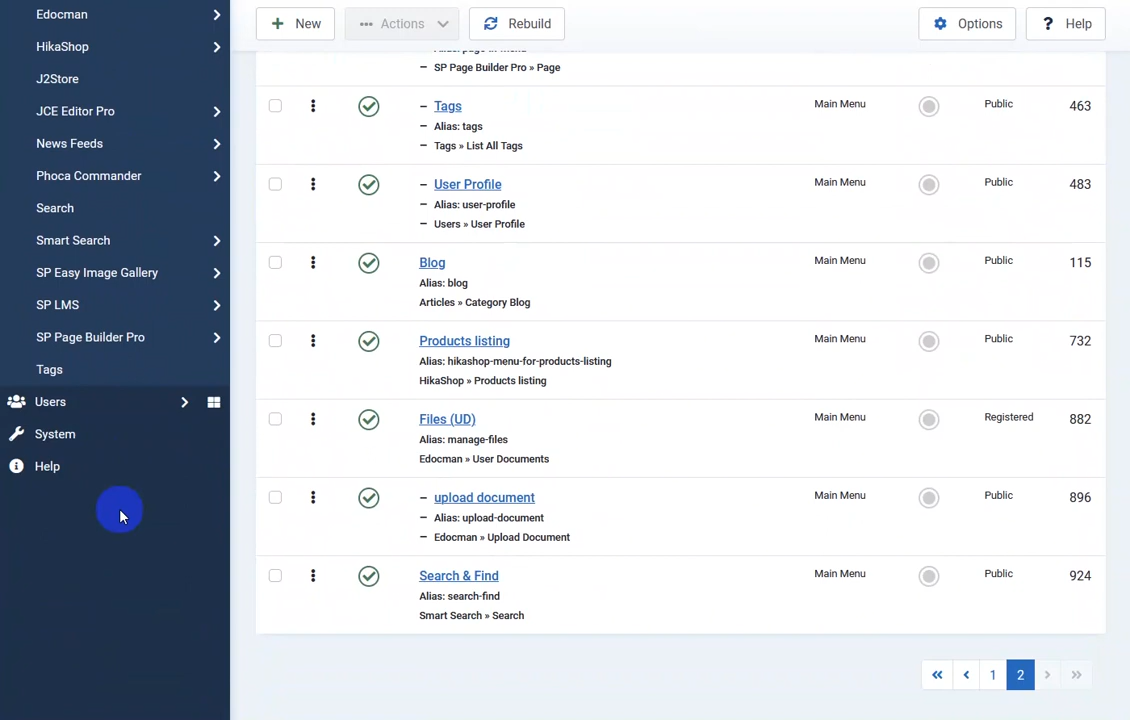 Edocman
HikaShop
J2Store
JCE Editor Pro
News Feeds
Phoca Commander
Search
Smart Search
SP Easy Image Gallery
SP LMS
SP Page Builder Pro
Tags
Users
System
Help
New
Actions
Rebuild
Options
? Help
– SP Page Builder Pro » Page
– Tags Main Menu Public 463
– Alias: tags
– Tags » List All Tags
– User Profile Main Menu Public 483
– Alias: user-profile
– Users » User Profile
Blog Main Menu Public 115
Alias: blog
Articles » Category Blog
Products listing Main Menu Public 732
Alias: hikashop-menu-for-products-listing
HikaShop » Products listing
Files (UD) Main Menu Registered 882
Alias: manage-files
Edocman » User Documents
– upload document Main Menu Public 896
– Alias: upload-document
– Edocman » Upload Document
Search & Find Main Menu Public 924
Alias: search-find
Smart Search » Search
« ‹ 1 2 › »